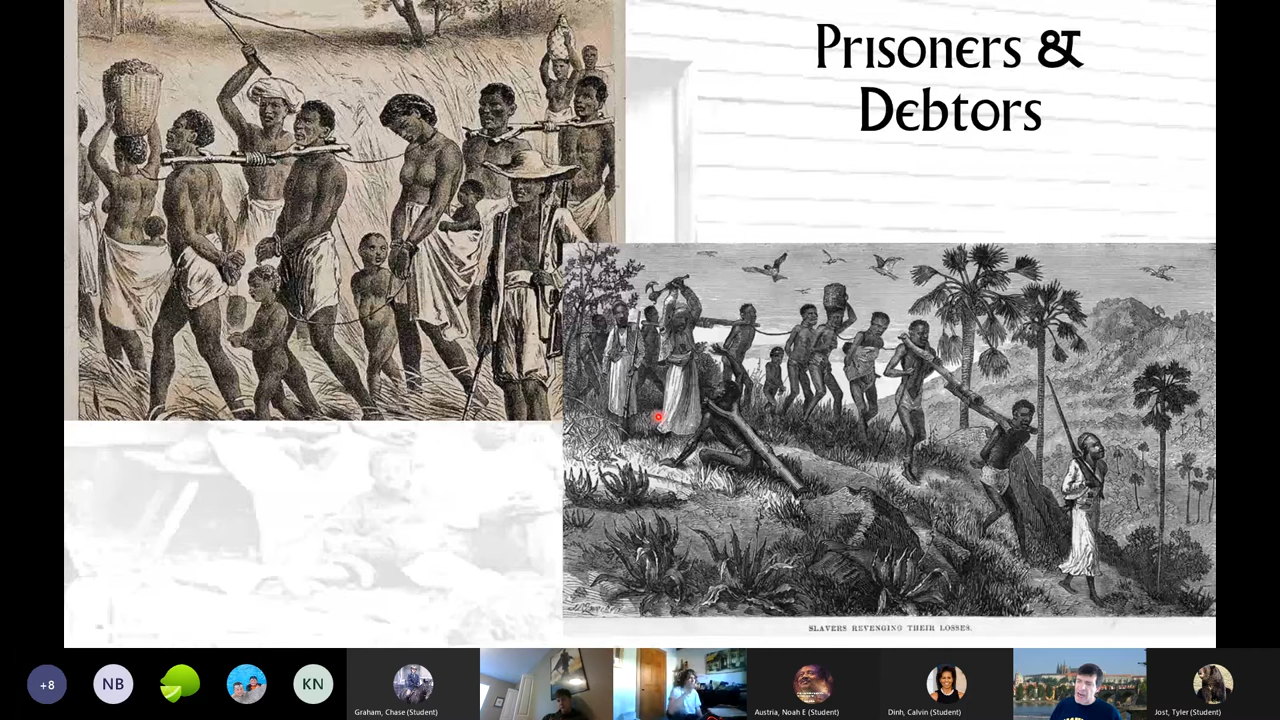 Prisoners &
Debtors
SLAVERS REVENGING THEIR LOSSES.
+8
NB
KN
Graham, Chase (Student)
Austria, Noah E (Student)
Dinh, Calvin (Student)
Jost, Tyler (Student)